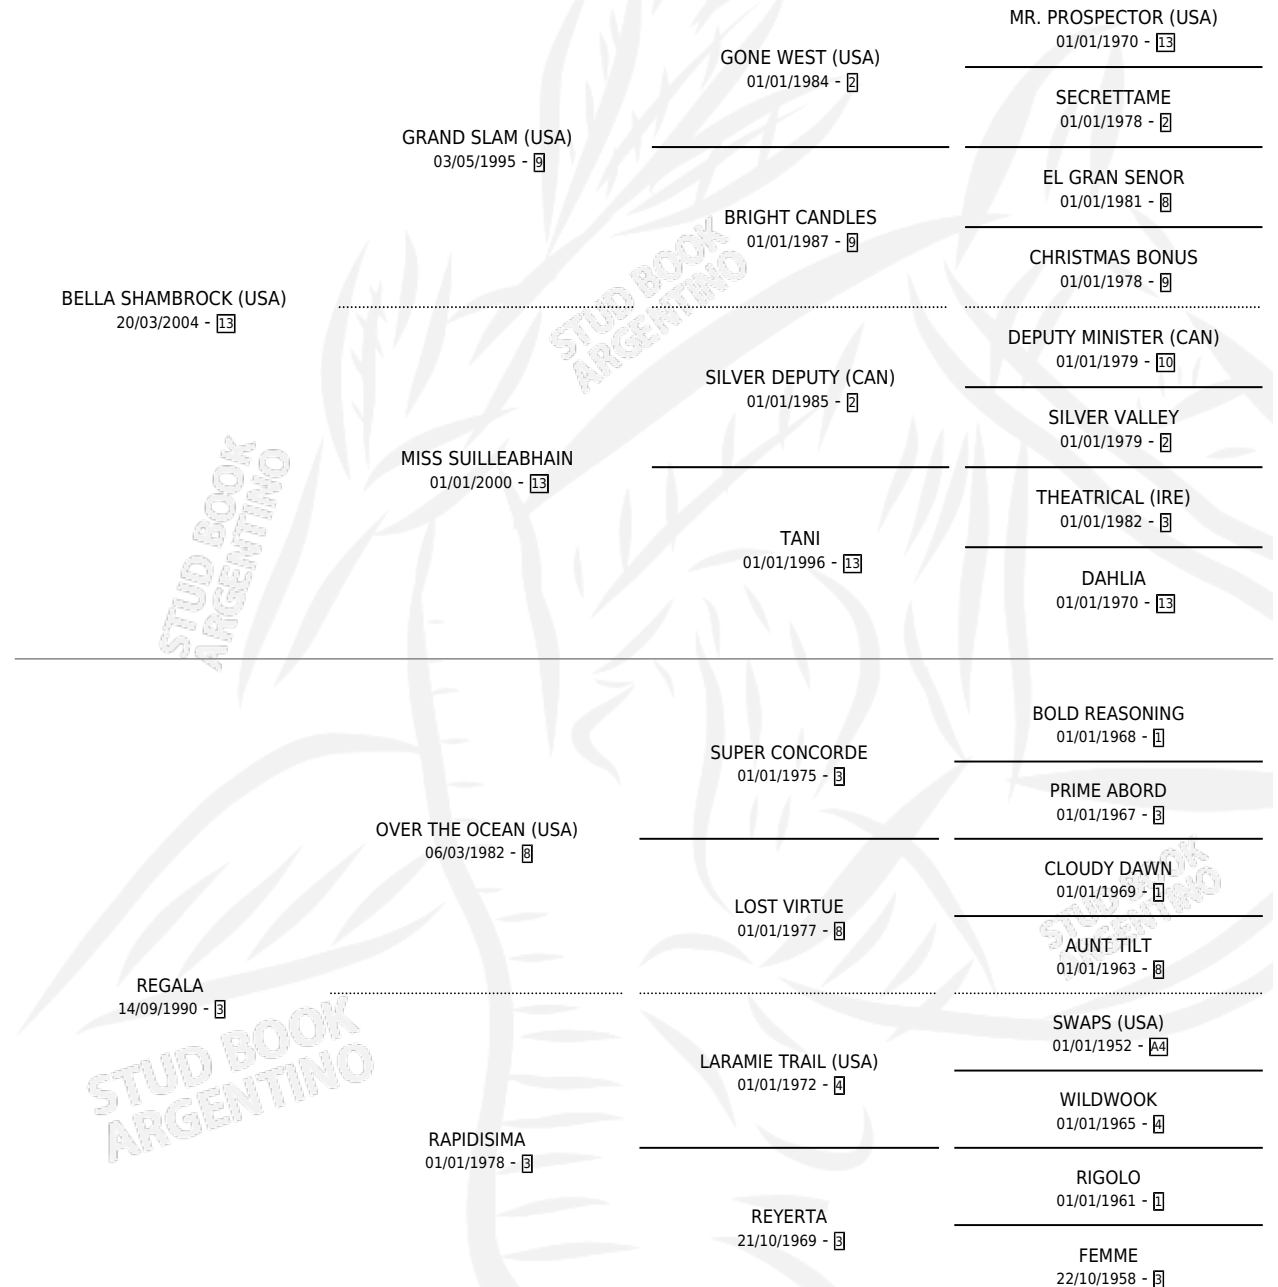 MR. PROSPECTOR (USA)
01/01/1970 - 13
GONE WEST (USA)
01/01/1984 - 2
SECRETTAME
01/01/1978 - 2
GRAND SLAM (USA)
03/05/1995 - 9
EL GRAN SENOR
01/01/1981 - 8
BRIGHT CANDLES
01/01/1987 - 9
CHRISTMAS BONUS
01/01/1978 - 9
BELLA SHAMBROCK (USA)
20/03/2004 - 13
DEPUTY MINISTER (CAN)
01/01/1979 - 10
SILVER DEPUTY (CAN)
01/01/1985 - 2
SILVER VALLEY
01/01/1979 - 2
MISS SUILLEABHAIN
01/01/2000 - 13
THEATRICAL (IRE)
01/01/1982 - 3
TANI
01/01/1996 - 13
DAHLIA
01/01/1970 - 13
STUD BOOK
ARGENTINO
STUD BOOK
ARGENTINO
BOLD REASONING
01/01/1968 - 1
SUPER CONCORDE
01/01/1975 - 3
PRIME ABORD
01/01/1967 - 3
OVER THE OCEAN (USA)
06/03/1982 - 8
CLOUDY DAWN
01/01/1969 - 1
LOST VIRTUE
01/01/1977 - 8
AUNT TILT
01/01/1963 - 8
REGALA
14/09/1990 - 3
SWAPS (USA)
01/01/1952 - A4
LARAMIE TRAIL (USA)
01/01/1972 - 4
WILDWOOK
01/01/1965 - 4
RAPIDISIMA
01/01/1978 - 3
RIGOLO
01/01/1961 - 1
REYERTA
21/10/1969 - 3
FEMME
22/10/1958 - 3
STUD BOOK
ARGENTINO
STUD BOOK
ARGENTINO